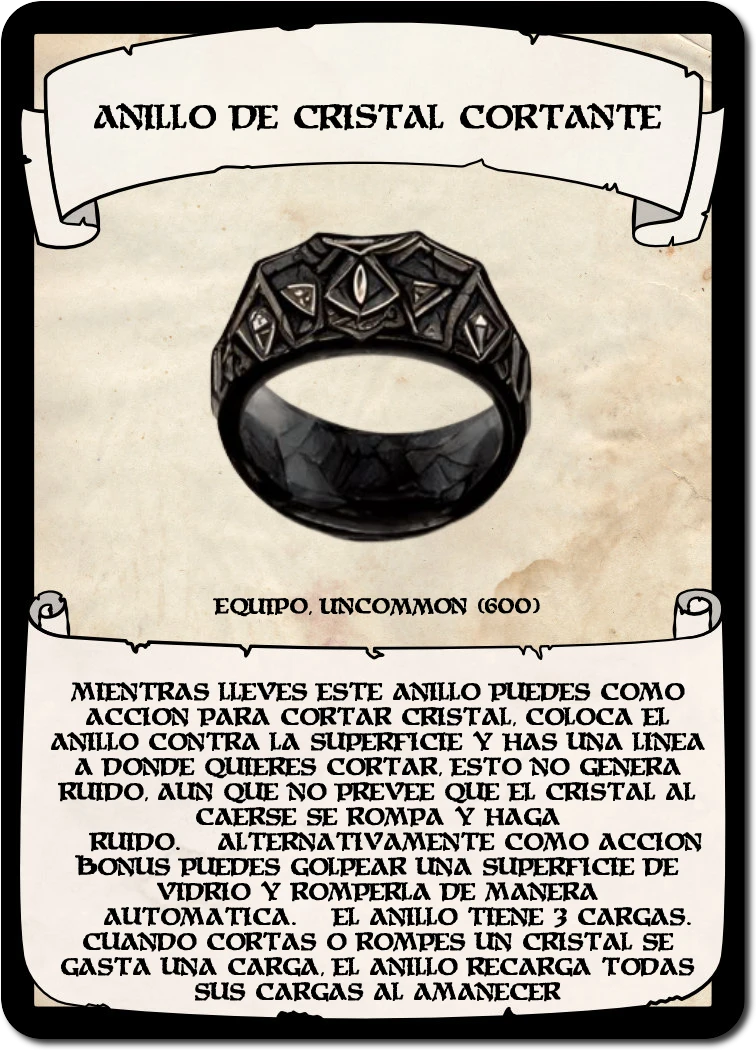 ANILLO DE CRISTAL CORTANTE
EQUIPO, UNCOMMON (600)
MIENTRAS LLEVES ESTE ANILLO PUEDES COMO
ACCION PARA CORTAR CRISTAL, COLOCA EL
ANILLO CONTRA LA SUPERFICIE Y HAS UNA LINEA
A DONDE QUIERES CORTAR, ESTO NO GENERA
RUIDO, AUN QUE NO PREVEE QUE EL CRISTAL AL
CAERSE SE ROMPA Y HAGA
RUIDO. ALTERNATIVAMENTE COMO ACCION
BONUS PUEDES GOLPEAR UNA SUPERFICIE DE
VIDRIO Y ROMPERLA DE MANERA
AUTOMATICA. EL ANILLO TIENE 3 CARGAS.
CUANDO CORTAS O ROMPES UN CRISTAL SE
GASTA UNA CARGA, EL ANILLO RECARGA TODAS
SUS CARGAS AL AMANECER